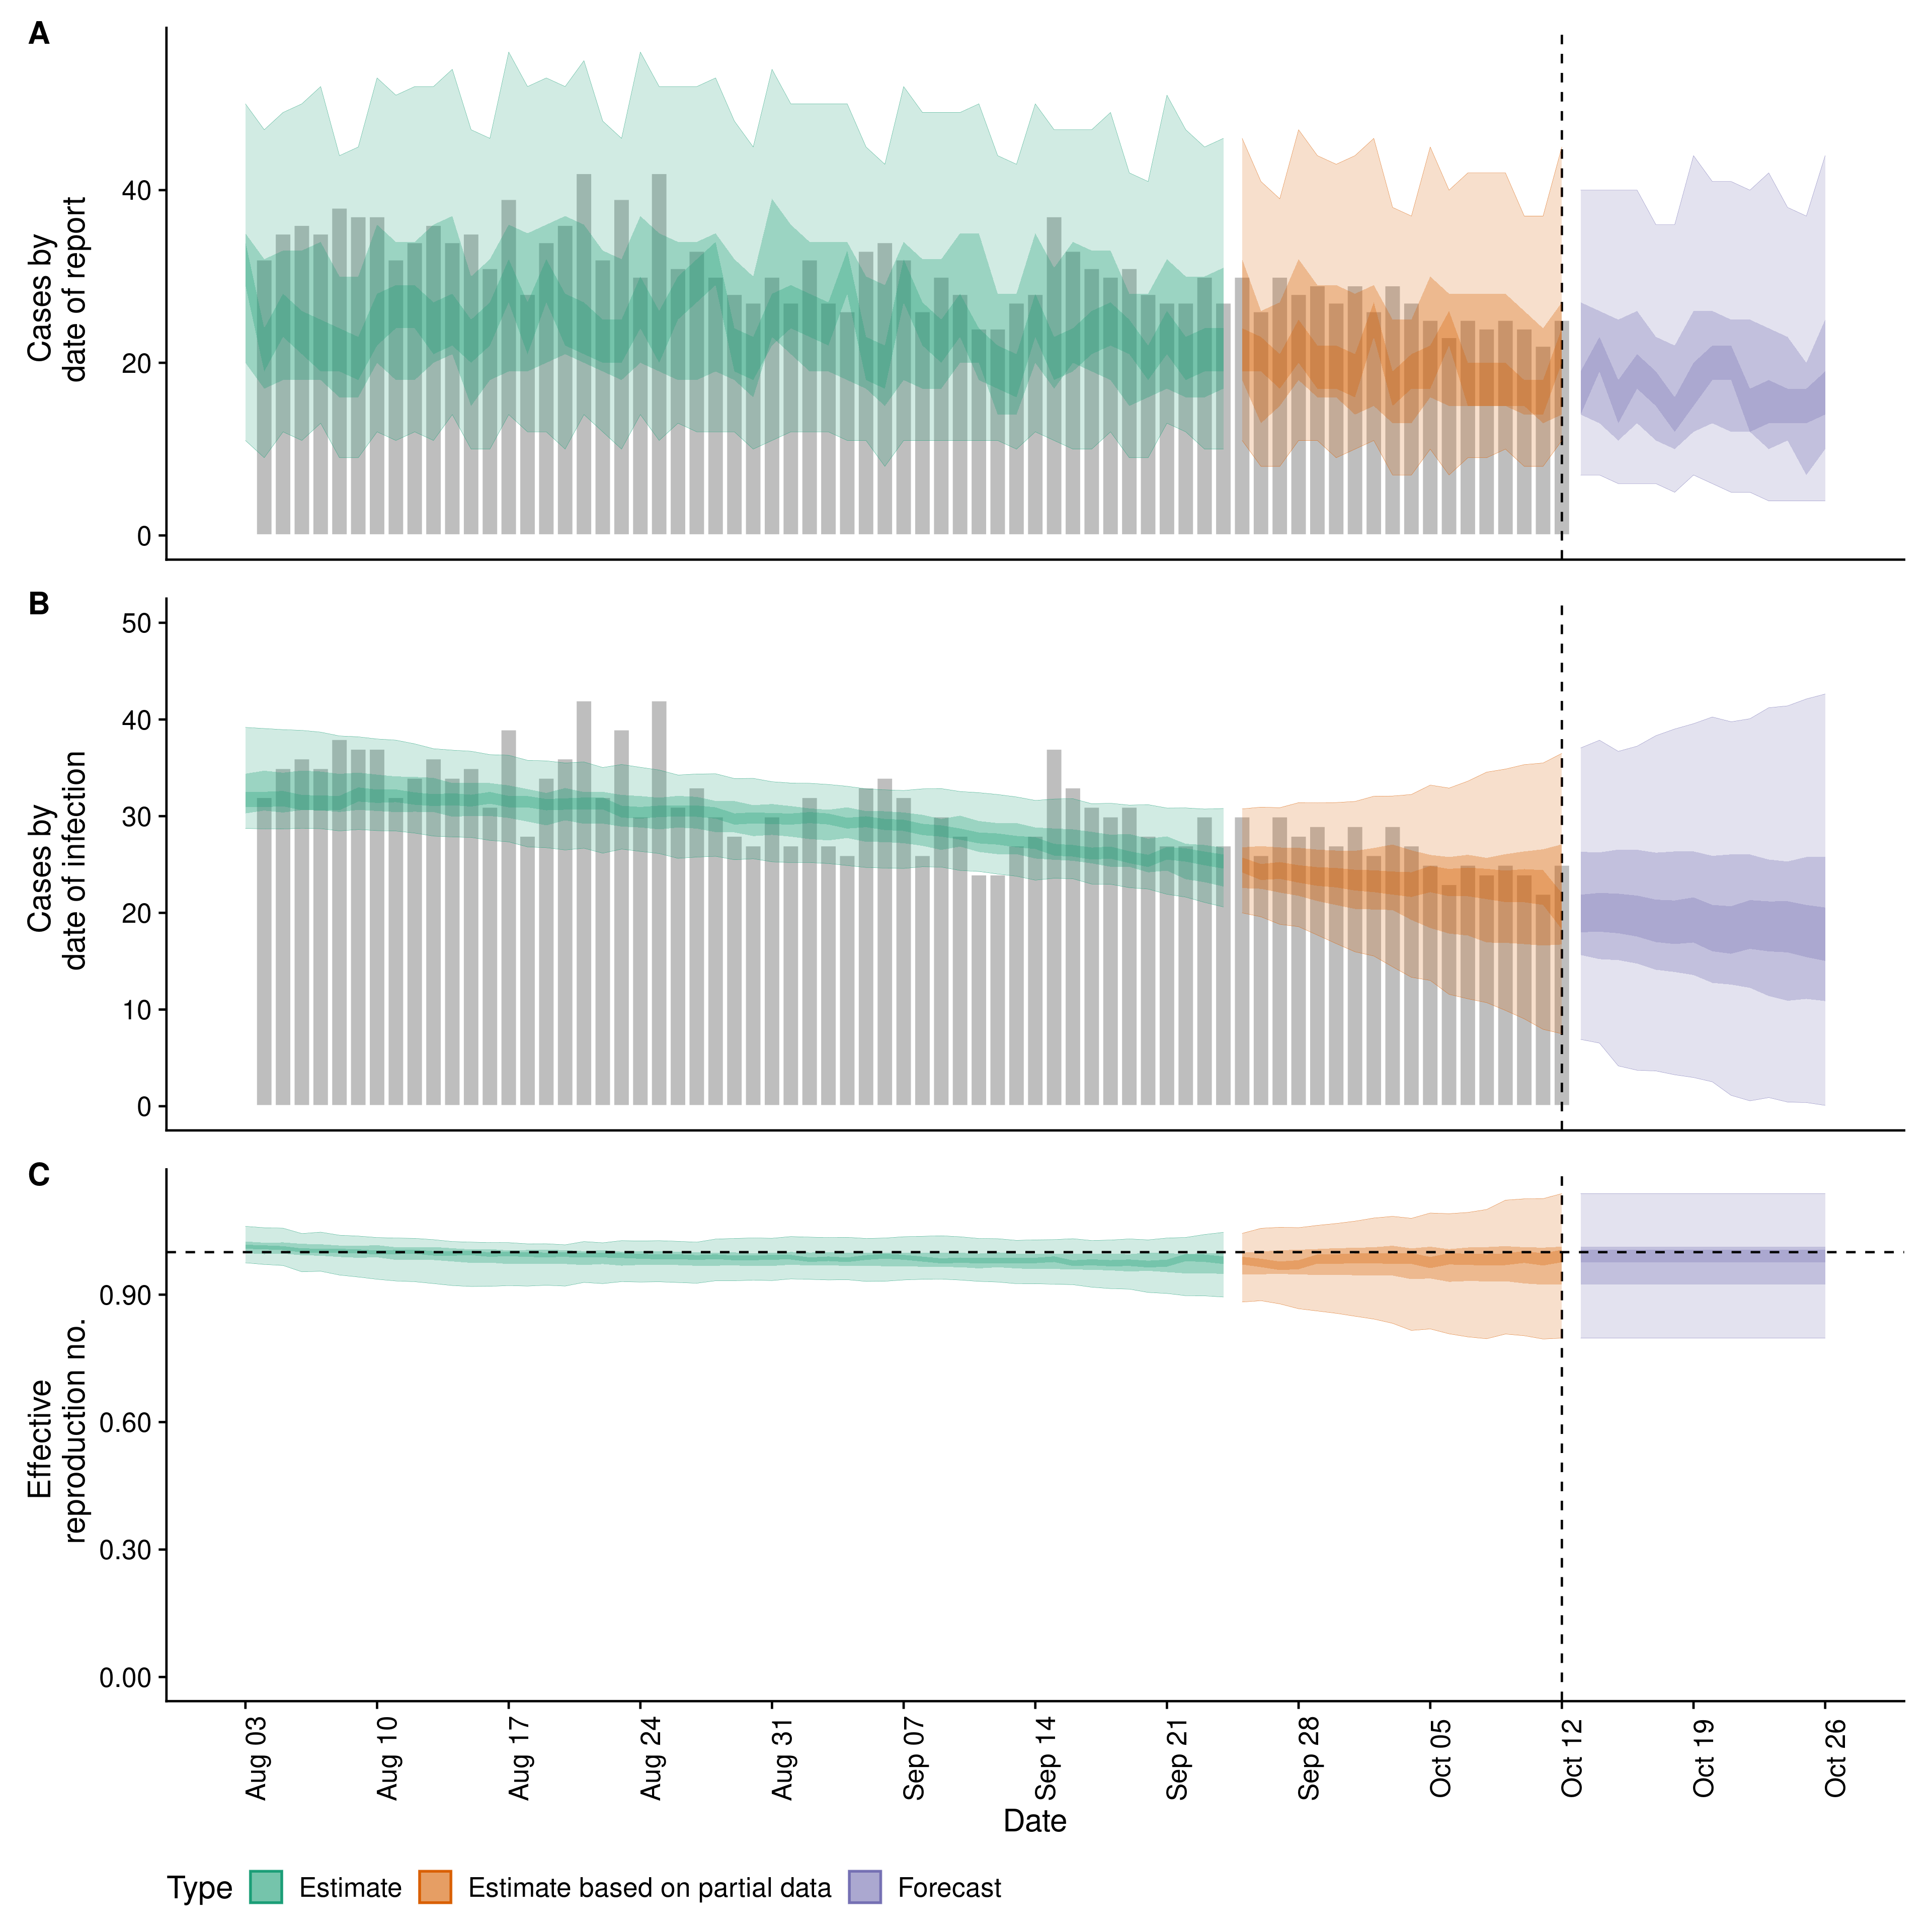 A
Cases by
date of report
40
20
0
B
Cases by
date of infection
50
40
30
20
10
0
C
Effective
reproduction no.
0.90
0.60
0.30
0.00
Aug 03
Aug 10
Aug 17
Aug 24
Aug 31
Sep 07
Sep 14
Sep 21
Sep 28
Oct 05
Oct 12
Oct 19
Oct 26
Date
Type Estimate Estimate based on partial data Forecast